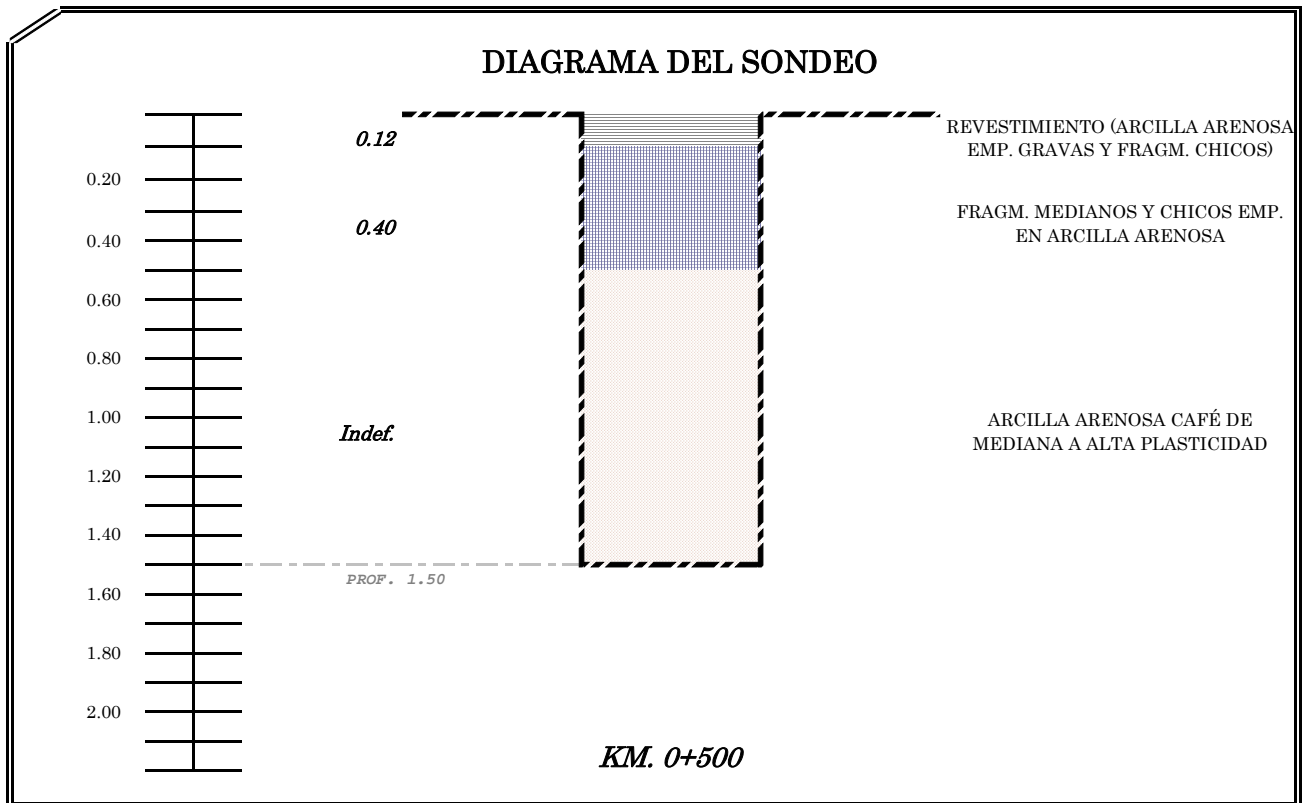 DIAGRAMA DEL SONDEO
0.12
REVESTIMIENTO (ARCILLA ARENOSA
EMP. GRAVAS Y FRAGM. CHICOS)
0.20
0.40
FRAGM. MEDIANOS Y CHICOS EMP.
EN ARCILLA ARENOSA
0.40
0.60
0.80
1.00
Indef.
ARCILLA ARENOSA CAFÉ DE
MEDIANA A ALTA PLASTICIDAD
1.20
1.40
PROF. 1.50
1.60
1.80
2.00
KM. 0+500